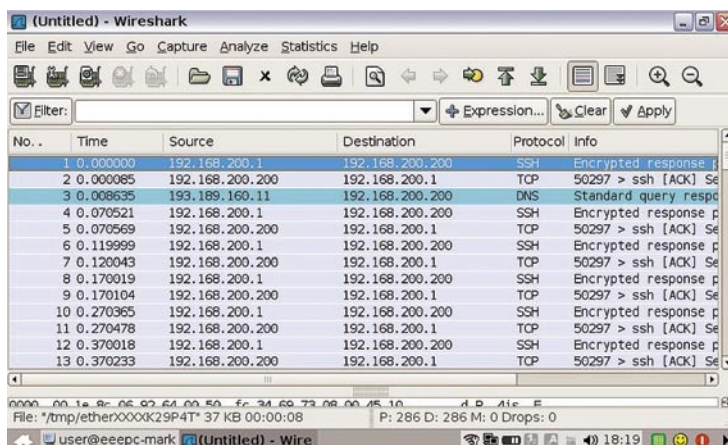 (Untitled) - Wireshark
File Edit View Go Capture Analyze Statistics Help
Filter: Expression... Clear Apply
No. . Time Source Destination Protocol Info
1 0.000000 192.168.200.1 192.168.200.200 SSH Encrypted response p
2 0.000085 192.168.200.200 192.168.200.1 TCP 50297 > ssh [ACK] Se
3 0.008635 193.189.160.11 192.168.200.200 DNS Standard query respo
4 0.070521 192.168.200.1 192.168.200.200 SSH Encrypted response p
5 0.070569 192.168.200.200 192.168.200.1 TCP 50297 > ssh [ACK] Se
6 0.119999 192.168.200.1 192.168.200.200 SSH Encrypted response p
7 0.120043 192.168.200.200 192.168.200.1 TCP 50297 > ssh [ACK] Se
8 0.170019 192.168.200.1 192.168.200.200 SSH Encrypted response p
9 0.170104 192.168.200.200 192.168.200.1 TCP 50297 > ssh [ACK] Se
10 0.270365 192.168.200.1 192.168.200.200 SSH Encrypted response p
11 0.270478 192.168.200.200 192.168.200.1 TCP 50297 > ssh [ACK] Se
12 0.370018 192.168.200.1 192.168.200.200 SSH Encrypted response p
13 0.370233 192.168.200.200 192.168.200.1 TCP 50297 > ssh [ACK] Se
File: "/tmp/etherXXXXK29P4T" 37 KB 00:00:08 P: 286 D: 286 M: 0 Drops: 0
user@eeepc-mark (Untitled) - Wire 18:19